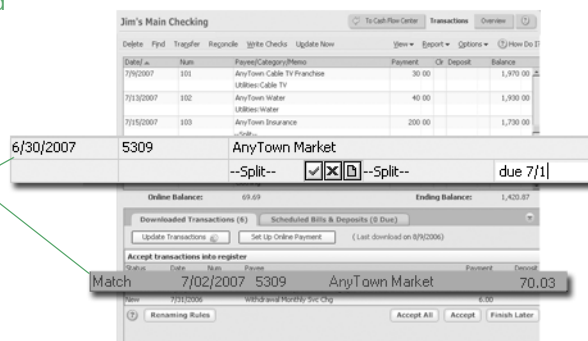 d
Jim's Main Checking To Cash Flow Center Transactions Overview
Delete Find Transfer Reconcile Write Checks Update Now View Report Options How Do I?
Date/ Num Payee/Category/Memo Payment Clr Deposit Balance
7/9/2007 101 AnyTown Cable TV Franchise 30 00 1,970 00
Utilities:Cable TV
7/13/2007 102 AnyTown Water 40 00 1,930 00
Utilities:Water
7/15/2007 103 AnyTown Insurance 200 00 1,730 00
--Split--
6/30/2007 5309 AnyTown Market
--Split-- --Split-- due 7/1
Online Balance: 69.69 Ending Balance: 1,420.87
Downloaded Transactions (6) Scheduled Bills & Deposits (0 Due)
Update Transactions Set Up Online Payment (Last download on 8/9/2006)
Accept transactions into register
Status Date Num Payee Payment Deposit
Match 7/02/2007 5309 AnyTown Market 70.03
New 7/31/2006 Withdrawal Monthly Svc Chg 6.00
? Renaming Rules Accept All Accept Finish Later